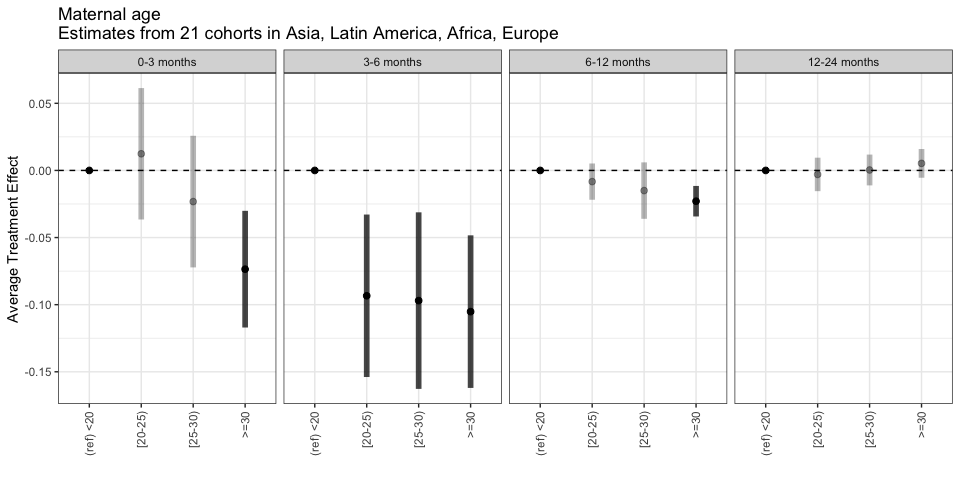 Maternal age
Estimates from 21 cohorts in Asia, Latin America, Africa, Europe
0-3 months
3-6 months
6-12 months
12-24 months
Average Treatment Effect
0.05
0.00
-0.05
-0.10
-0.15
(ref) <20
[20-25)
[25-30)
>=30
(ref) <20
[20-25)
[25-30)
>=30
(ref) <20
[20-25)
[25-30)
>=30
(ref) <20
[20-25)
[25-30)
>=30